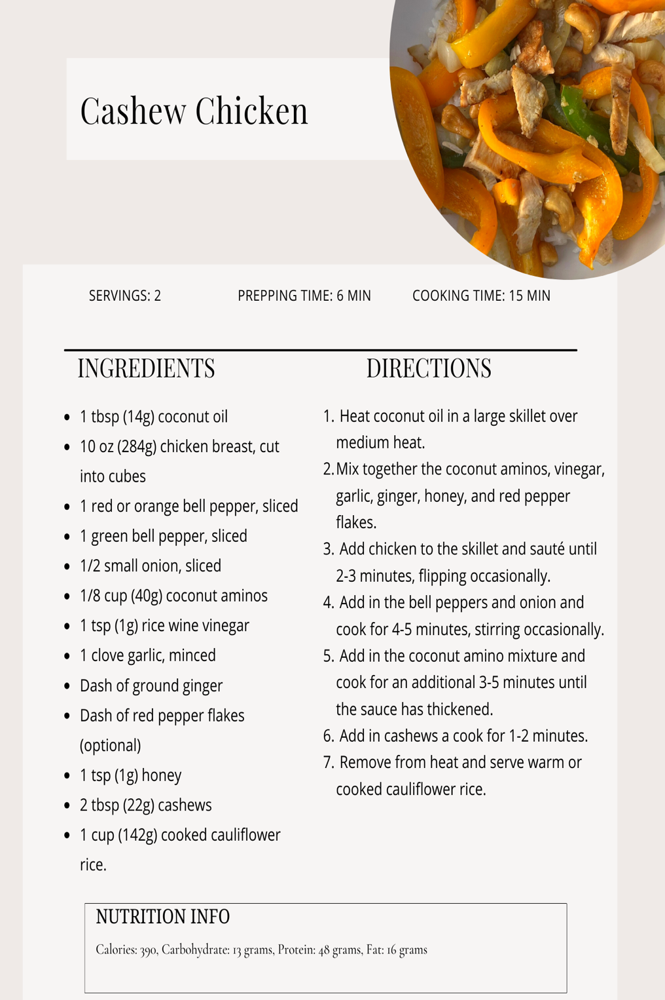 Cashew Chicken
SERVINGS: 2
PREPPING TIME: 6 MIN
COOKING TIME: 15 MIN
INGREDIENTS
• 1 tbsp (14g) coconut oil
• 10 oz (284g) chicken breast, cut
into cubes
• 1 red or orange bell pepper, sliced
• 1 green bell pepper, sliced
• 1/2 small onion, sliced
• 1/8 cup (40g) coconut aminos
• 1 tsp (1g) rice wine vinegar
• 1 clove garlic, minced
• Dash of ground ginger
• Dash of red pepper flakes
(optional)
• 1 tsp (1g) honey
• 2 tbsp (22g) cashews
• 1 cup (142g) cooked cauliflower
rice.
DIRECTIONS
1. Heat coconut oil in a large skillet over
medium heat.
2. Mix together the coconut aminos, vinegar,
garlic, ginger, honey, and red pepper
flakes.
3. Add chicken to the skillet and sauté until
2-3 minutes, flipping occasionally.
4. Add in the bell peppers and onion and
cook for 4-5 minutes, stirring occasionally.
5. Add in the coconut amino mixture and
cook for an additional 3-5 minutes until
the sauce has thickened.
6. Add in cashews a cook for 1-2 minutes.
7. Remove from heat and serve warm or
cooked cauliflower rice.
NUTRITION INFO
Calories: 390, Carbohydrate: 13 grams, Protein: 48 grams, Fat: 16 grams